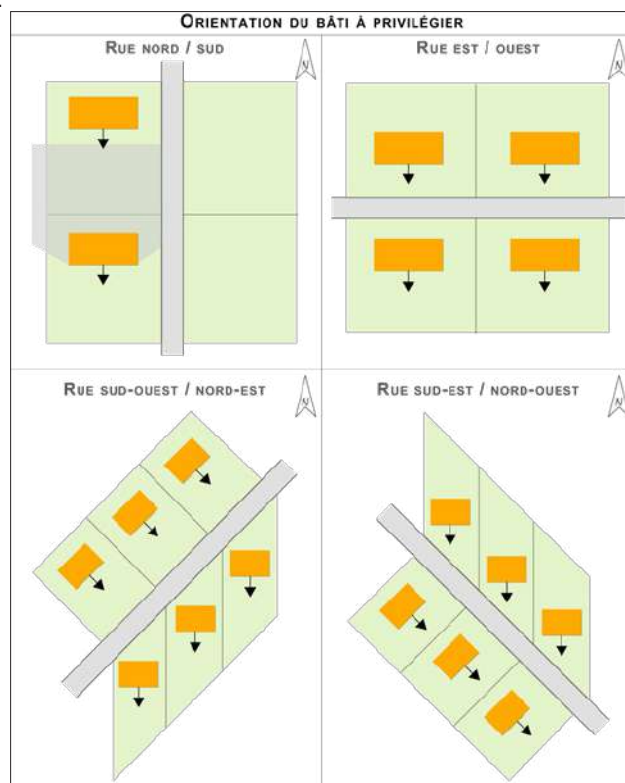 ORIENTATION DU BÂTI À PRIVILÉGIER
RUE NORD / SUD
N
RUE EST / OUEST
N
RUE SUD-OUEST / NORD-EST
N
RUE SUD-EST / NORD-OUEST
N